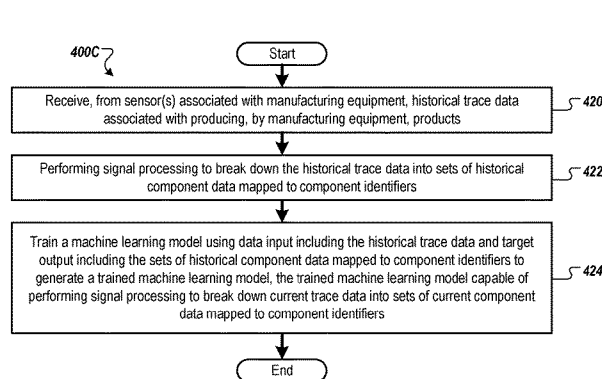 400C
Start
Receive, from sensor(s) associated with manufacturing equipment, historical trace data
associated with producing, by manufacturing equipment, products
420
Performing signal processing to break down the historical trace data into sets of historical
component data mapped to component identifiers
422
Train a machine learning model using data input including the historical trace data and target
output including the sets of historical component data mapped to component identifiers to
generate a trained machine learning model, the trained machine learning model capable of
performing signal processing to break down current trace data into sets of current component
data mapped to component identifiers
424
End